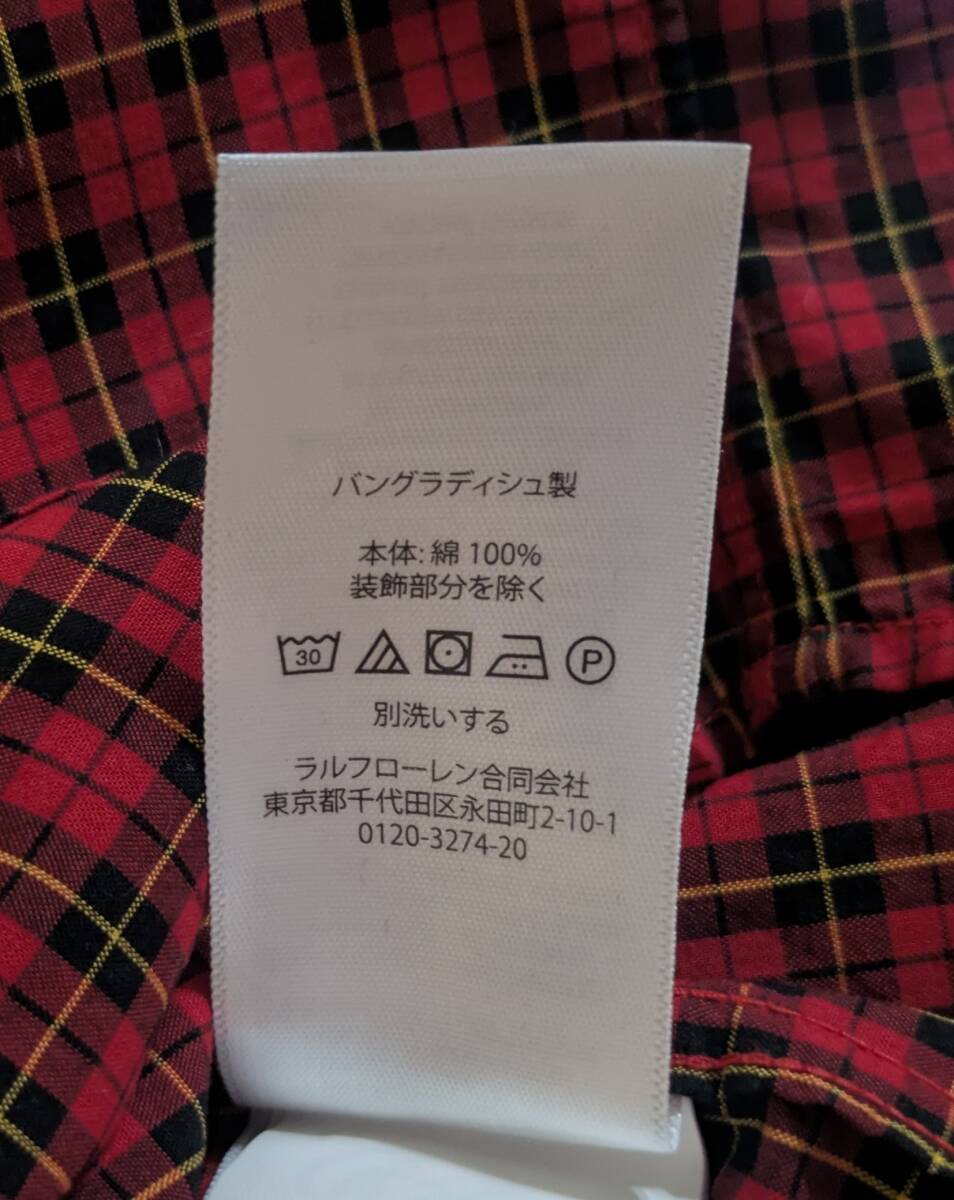 バングラディシュ製
本体: 綿 100%
装飾部分を除く
30 P
別洗いする
ラルフローレン合同会社
東京都千代田区永田町2-10-1
0120-3274-20